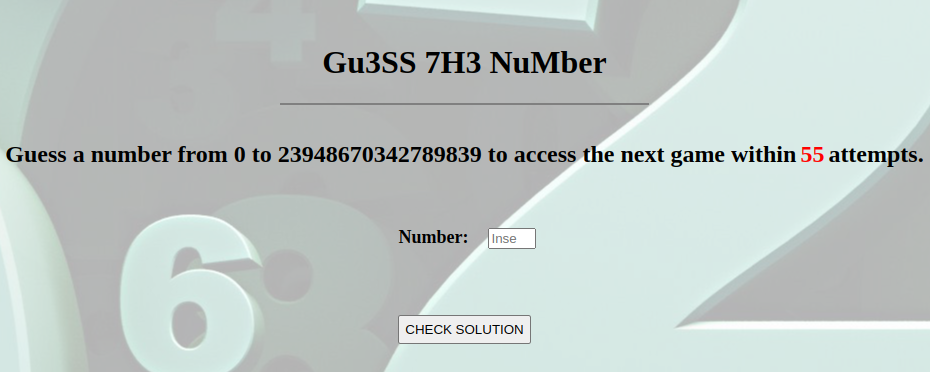 Gu3SS 7H3 NuMber
Guess a number from 0 to 23948670342789839 to access the next game within 55 attempts.
Number: Inse
CHECK SOLUTION